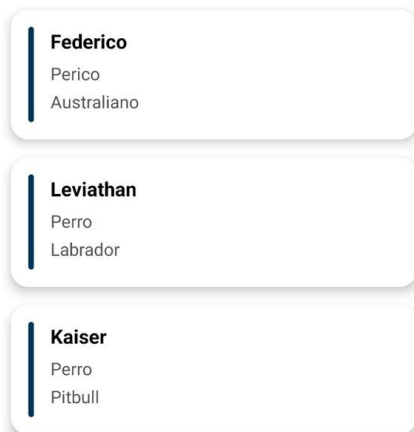 Federico
Perico
Australiano
Leviathan
Perro
Labrador
Kaiser
Perro
Pitbull